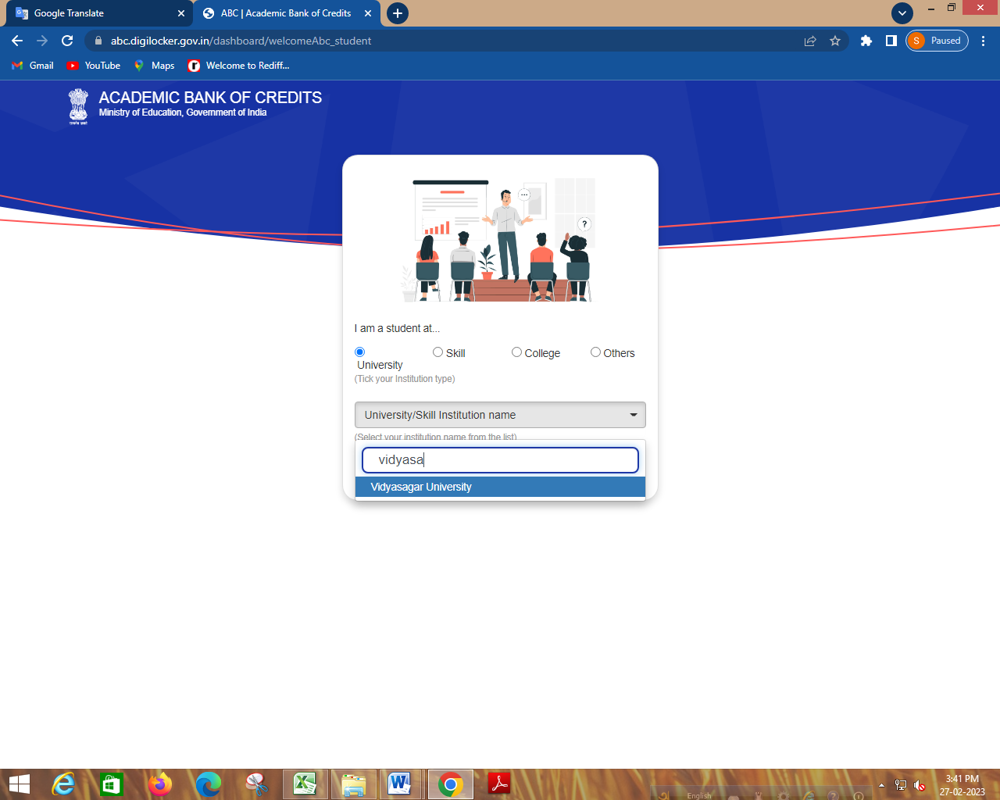 Google Translate
ABC | Academic Bank of Credits
abc.digilocker.gov.in/dashboard/welcomeAbc_student
S Paused
Gmail
YouTube
Maps
Welcome to Rediff...
ACADEMIC BANK OF CREDITS
Ministry of Education, Government of India
I am a student at...
University
Skill
College
Others
(Tick your Institution type)
University/Skill Institution name
(Select your institution name from the list)
vidyasa
Vidyasagar University
English
3:41 PM
27-02-2023